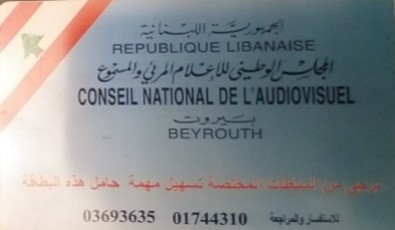 الجمهوريّة اللبنانية
REPUBLIQUE LIBANAISE
المجلس الوطني للإعلام المرئي والمسموع
CONSEIL NATIONAL DE L'AUDIOVISUEL
بيروت
BEYROUTH
يرجى من السلطات المختصة تسهيل مهمة حامل هذه البطاقة
للاستفسار والمراجعة 01744310 03693635